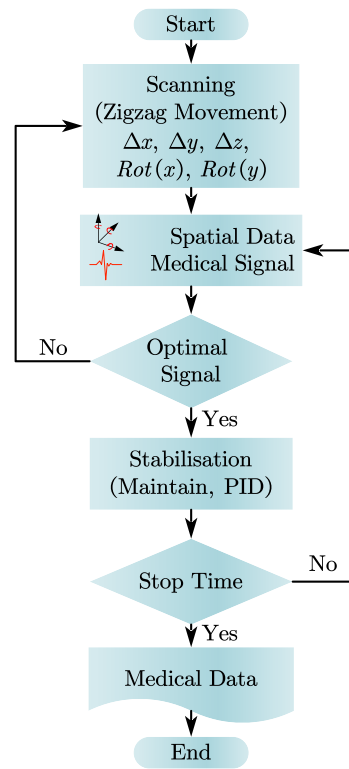 Start
Scanning
(Zigzag Movement)
Δx, Δy, Δz,
Rot(x), Rot(y)
Spatial Data
Medical Signal
Optimal
Signal
No
Yes
Stabilisation
(Maintain, PID)
Stop Time
No
Yes
Medical Data
End